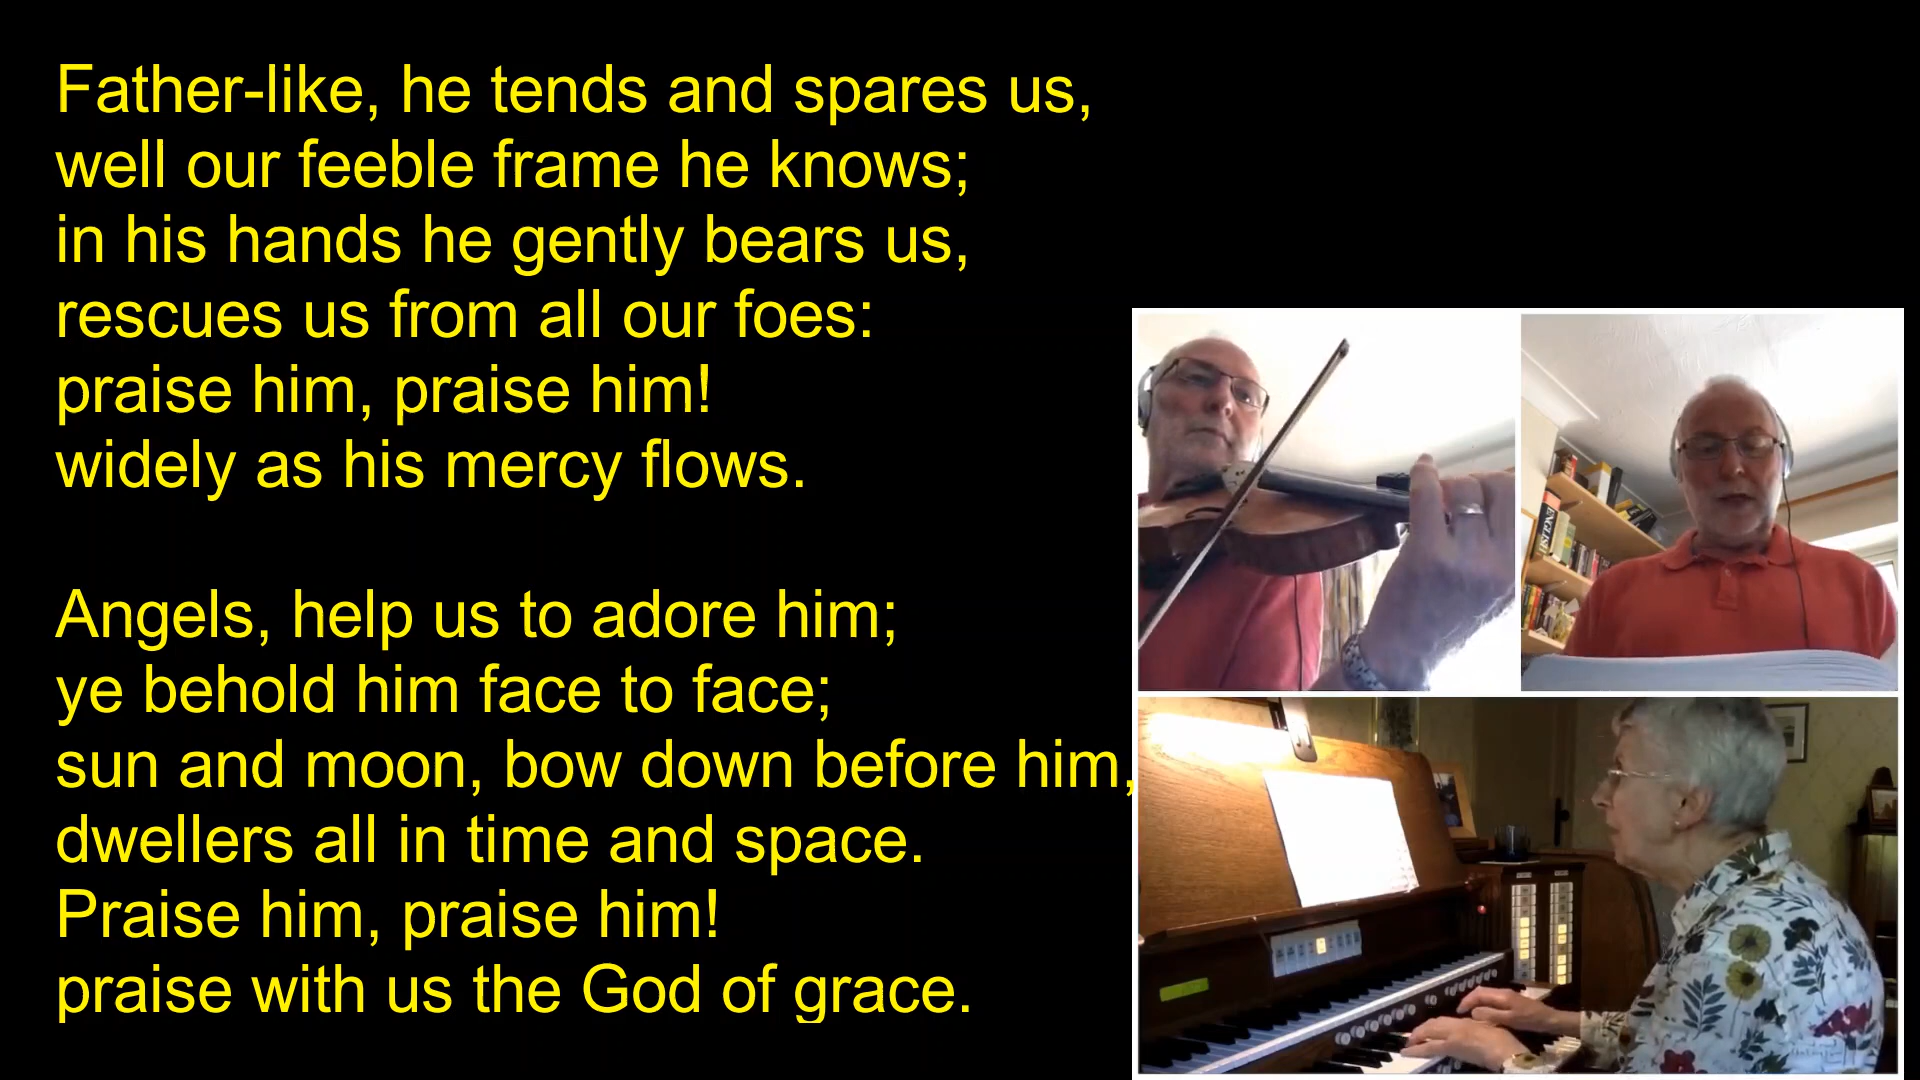 Father-like, he tends and spares us,
well our feeble frame he knows;
in his hands he gently bears us,
rescues us from all our foes:
praise him, praise him!
widely as his mercy flows.
Angels, help us to adore him;
ye behold him face to face;
sun and moon, bow down before him,
dwellers all in time and space.
Praise him, praise him!
praise with us the God of grace.
ENGLISH